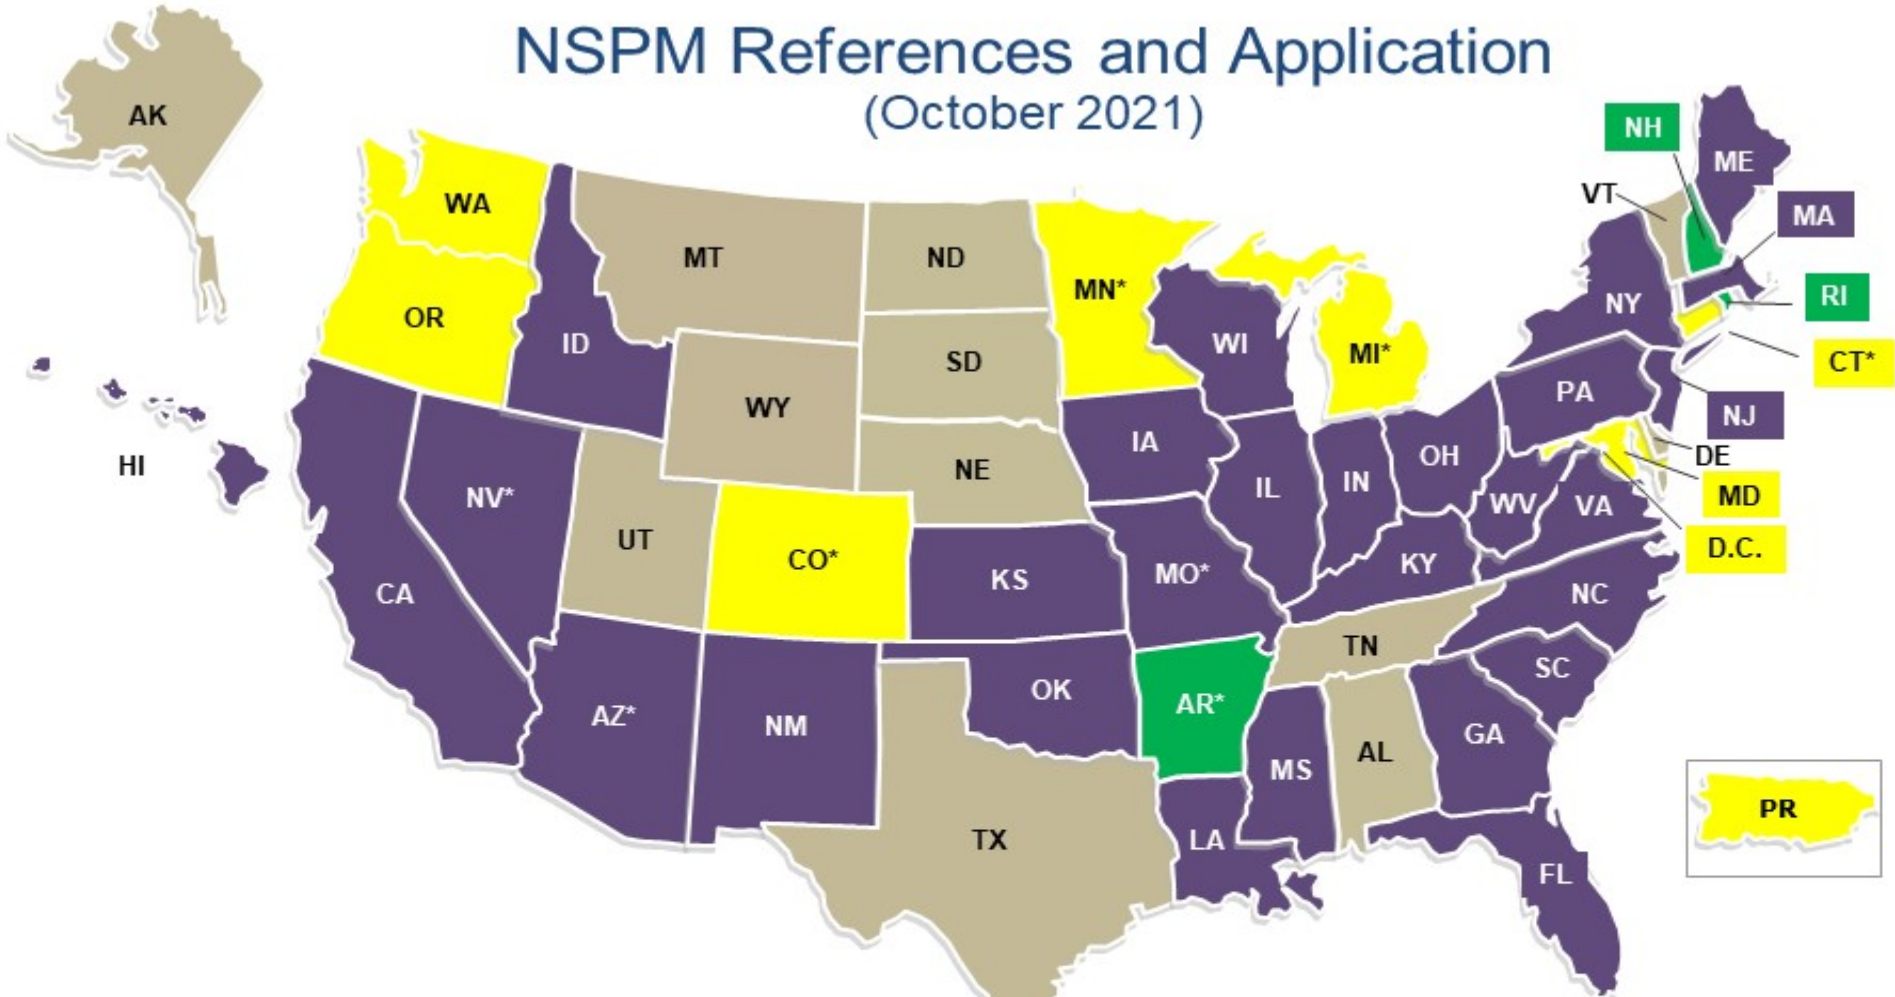 NSPM References and Application
(October 2021)
AK
NH
ME
VT
WA
MA
MT
ND
MN*
RI
OR
NY
ID
WI
MI*
CT*
SD
PA
WY
NJ
IA
OH
DE
HI
NE
IL
IN
MD
NV*
WV
VA
UT
D.C.
CO*
KS
MO*
KY
CA
NC
TN
SC
OK
AR*
AZ*
NM
GA
AL
MS
PR
TX
LA
FL